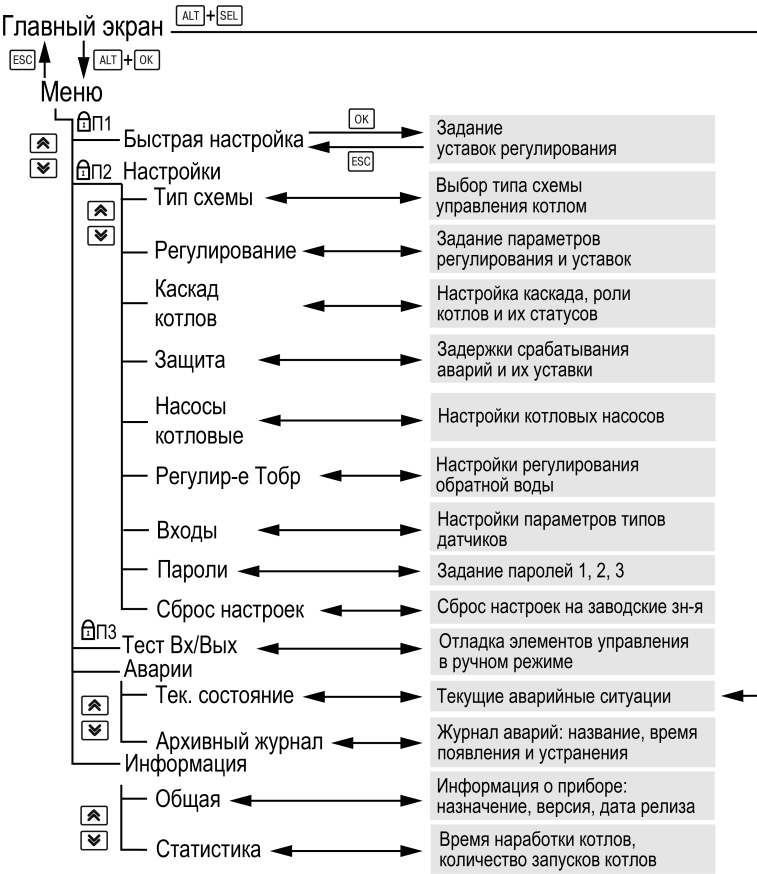 ALT + SEL
Главный экран
ESC ALT + OK
Меню
П1
Быстрая настройка
OK
ESC
Задание
уставок регулирования
П2 Настройки
Тип схемы
Выбор типа схемы
управления котлом
Регулирование
Задание параметров
регулирования и уставок
Каскад
котлов
Настройка каскада, роли
котлов и их статусов
Защита
Задержки срабатывания
аварий и их уставки
Насосы
котловые
Настройки котловых насосов
Регулир-е Тобр
Настройки регулирования
обратной воды
Входы
Настройки параметров типов
датчиков
Пароли
Задание паролей 1, 2, 3
Сброс настроек
Сброс настроек на заводские зн-я
П3
Тест Вх/Вых
Отладка элементов управления
в ручном режиме
Аварии
Тек. состояние
Текущие аварийные ситуации
Архивный журнал
Журнал аварий: название, время
появления и устранения
Информация
Общая
Информация о приборе:
назначение, версия, дата релиза
Статистика
Время наработки котлов,
количество запусков котлов